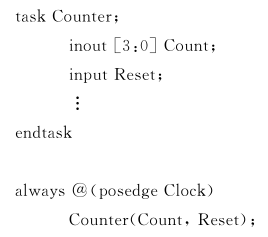 task Counter;
inout [3:0] Count;
input Reset;
⋮
endtask
always @(posedge Clock)
Counter(Count, Reset);